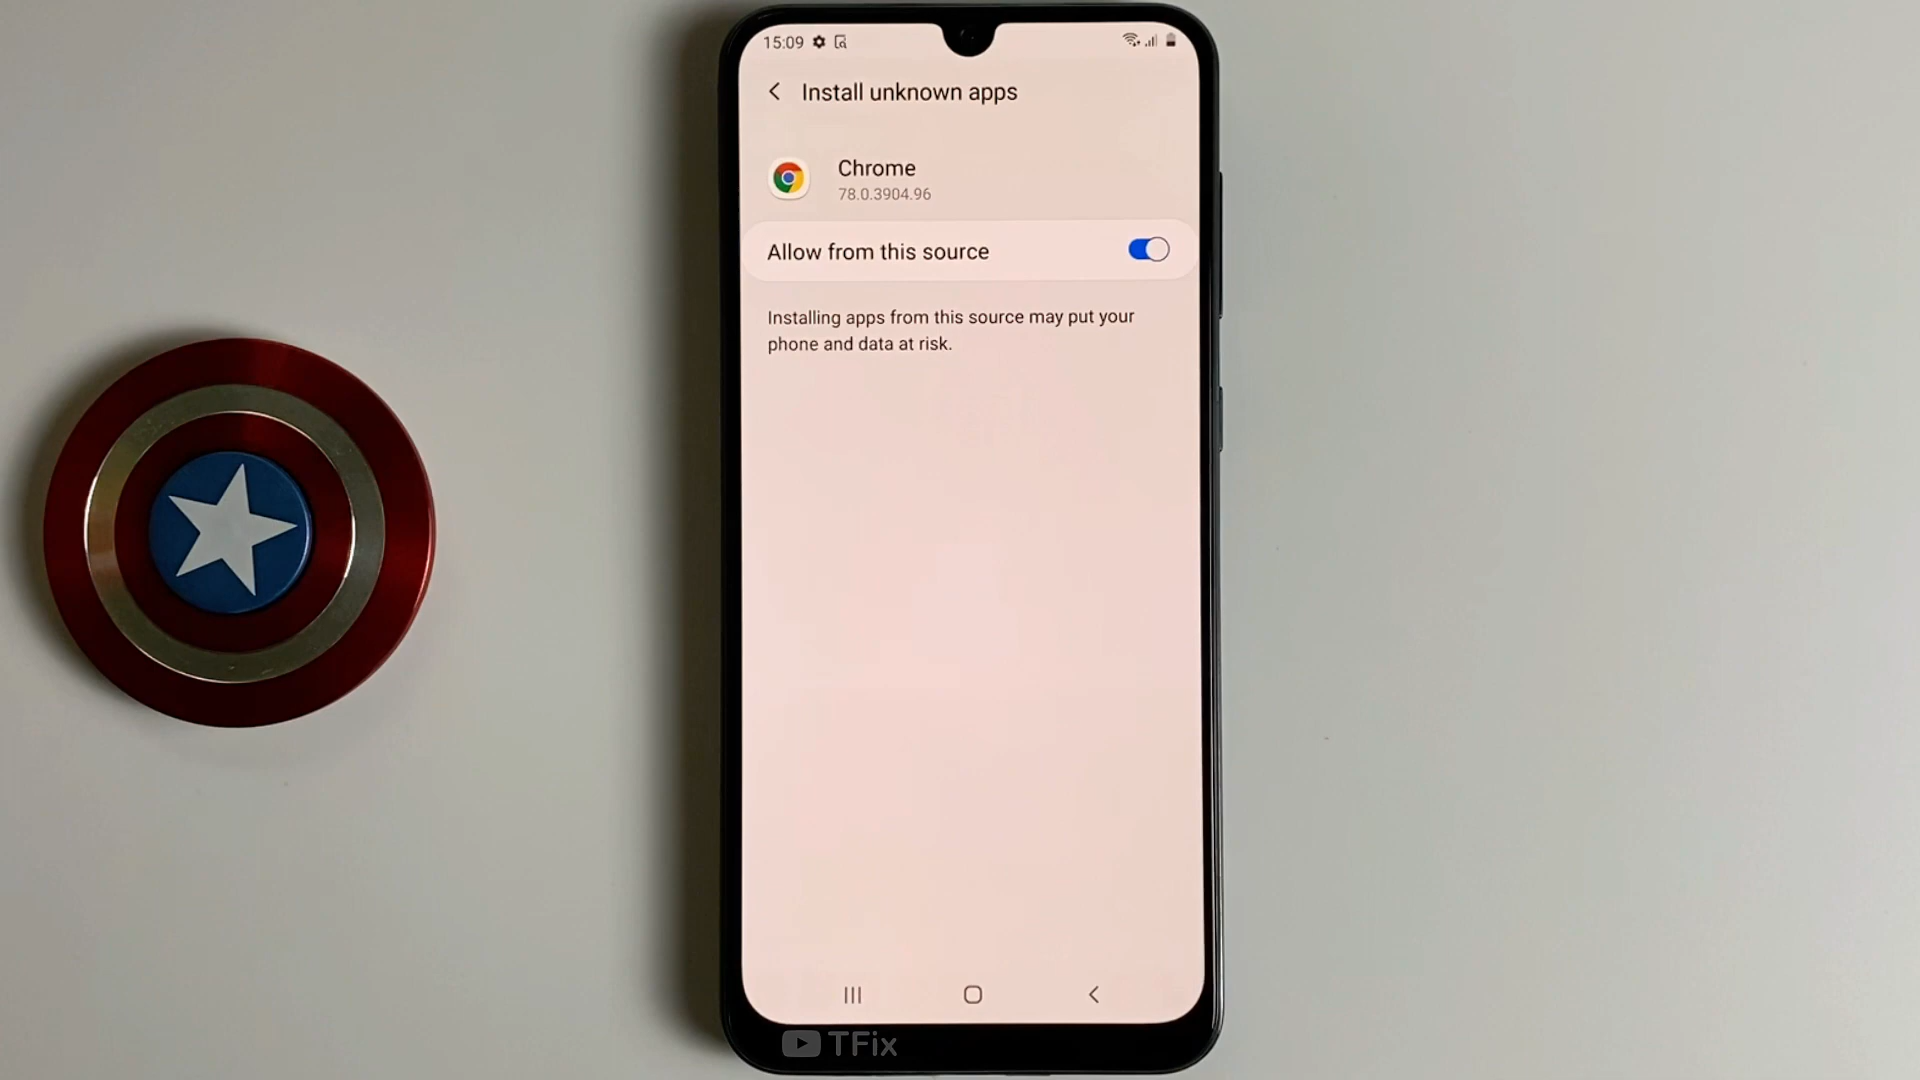 15:09
Install unknown apps
Chrome
78.0.3904.96
Allow from this source
Installing apps from this source may put your
phone and data at risk.
TFix